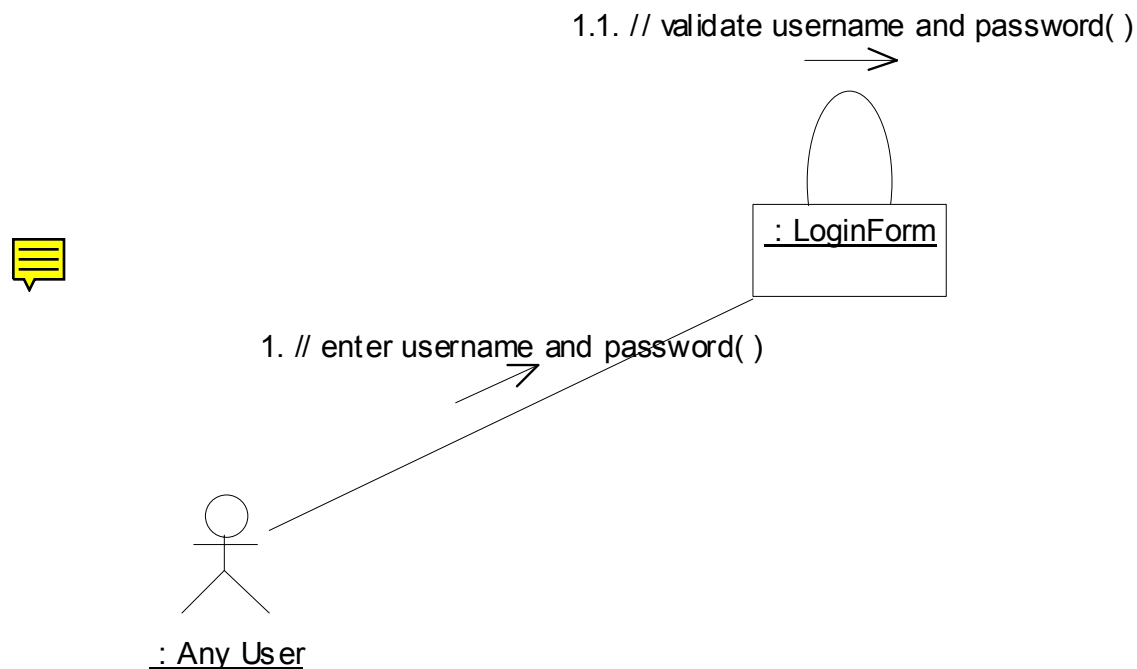 1.1. // validate username and password( )
: LoginForm
1. // enter username and password( )
: Any User